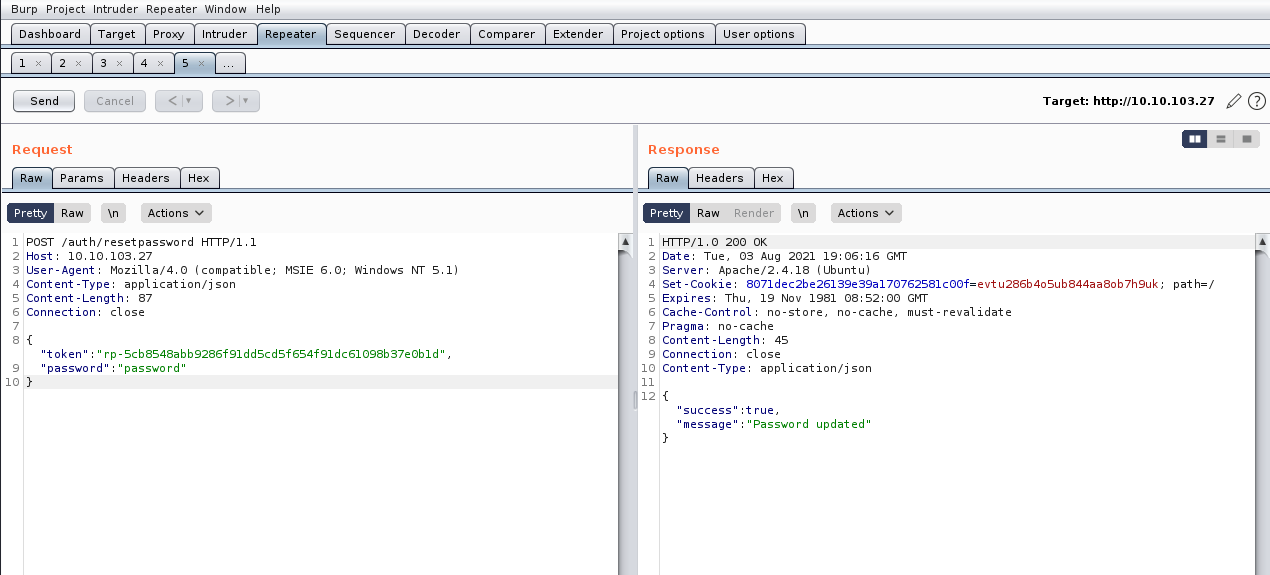 Burp Project Intruder Repeater Window Help
Dashboard Target Proxy Intruder Repeater Sequencer Decoder Comparer Extender Project options User options
1 × 2 × 3 × 4 × 5 × ...
Send Cancel < > Target: http://10.10.103.27 ?
Request
Raw Params Headers Hex
Pretty Raw \n Actions
1 POST /auth/resetpassword HTTP/1.1
2 Host: 10.10.103.27
3 User-Agent: Mozilla/4.0 (compatible; MSIE 6.0; Windows NT 5.1)
4 Content-Type: application/json
5 Content-Length: 87
6 Connection: close
7
8 {
"token":"rp-5cb8548abb9286f91dd5cd5f654f91dc61098b37e0b1d",
9 "password":"password"
10 }
Response
Raw Headers Hex
Pretty Raw Render \n Actions
1 HTTP/1.0 200 OK
2 Date: Tue, 03 Aug 2021 19:06:16 GMT
3 Server: Apache/2.4.18 (Ubuntu)
4 Set-Cookie: 8071dec2be26139e39a170762581c00f=evtu286b4o5ub844aa8ob7h9uk; path=/
5 Expires: Thu, 19 Nov 1981 08:52:00 GMT
6 Cache-Control: no-store, no-cache, must-revalidate
7 Pragma: no-cache
8 Content-Length: 45
9 Connection: close
10 Content-Type: application/json
11
12 {
"success":true,
"message":"Password updated"
}